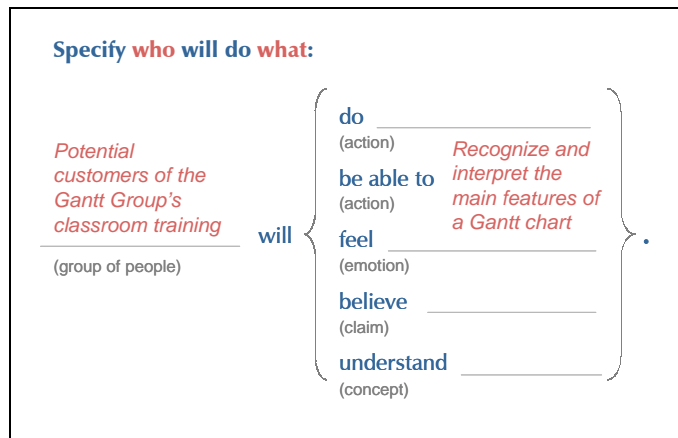 Specify who will do what:
do
(action)
Potential
customers of the
Gantt Group's
classroom training
(group of people)
will
be able to
(action)
Recognize and
interpret the
main features of
a Gantt chart
feel
(emotion)
believe
(claim)
understand
(concept)
.